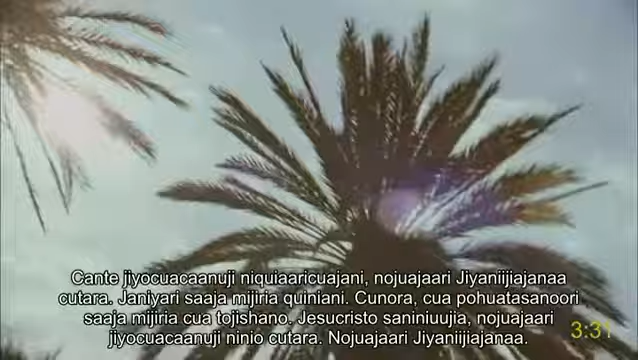 Cante jiyocuacaanuji niquiaaricuajani, nojuajaari Jiyaniijiajanaa
cutara. Janiyari saaja mijiria quiniani. Cunora, cua pohuatasanoori
saaja mijiria cua tojishano. Jesucristo saniniuujia, nojuajaari
jiyocuacaanuji ninio cutara. Nojuajaari Jiyaniijiajanaa.
3:31